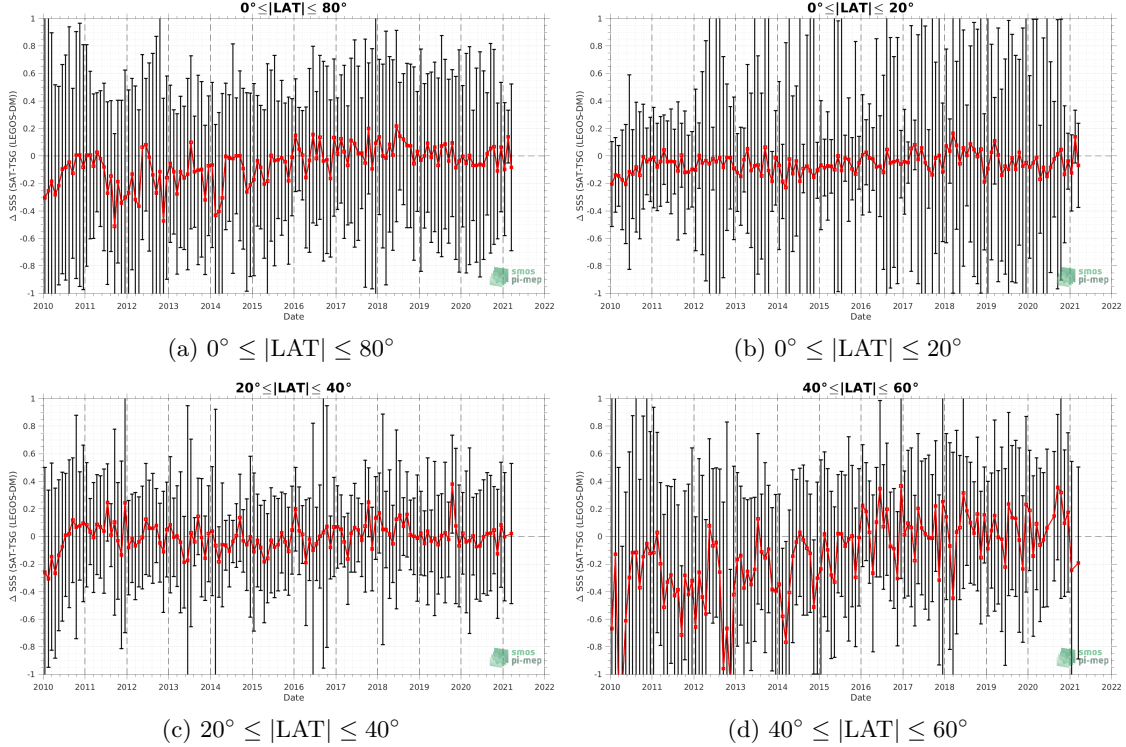 0°≤|LAT|≤ 80°
Δ SSS (SAT-TSG (LEGOS-DM))
1
0.8
0.6
0.4
0.2
0
-0.2
-0.4
-0.6
-0.8
-1
2010 2011 2012 2013 2014 2015 2016 2017 2018 2019 2020 2021 2022
Date
smos
pi-mep
(a) 0° ≤ |LAT| ≤ 80°
0°≤|LAT|≤ 20°
Δ SSS (SAT-TSG (LEGOS-DM))
1
0.8
0.6
0.4
0.2
0
-0.2
-0.4
-0.6
-0.8
-1
2010 2011 2012 2013 2014 2015 2016 2017 2018 2019 2020 2021 2022
Date
smos
pi-mep
(b) 0° ≤ |LAT| ≤ 20°
20°≤|LAT|≤ 40°
Δ SSS (SAT-TSG (LEGOS-DM))
1
0.8
0.6
0.4
0.2
0
-0.2
-0.4
-0.6
-0.8
-1
2010 2011 2012 2013 2014 2015 2016 2017 2018 2019 2020 2021 2022
Date
smos
pi-mep
(c) 20° ≤ |LAT| ≤ 40°
40°≤|LAT|≤ 60°
Δ SSS (SAT-TSG (LEGOS-DM))
1
0.8
0.6
0.4
0.2
0
-0.2
-0.4
-0.6
-0.8
-1
2010 2011 2012 2013 2014 2015 2016 2017 2018 2019 2020 2021 2022
Date
smos
pi-mep
(d) 40° ≤ |LAT| ≤ 60°